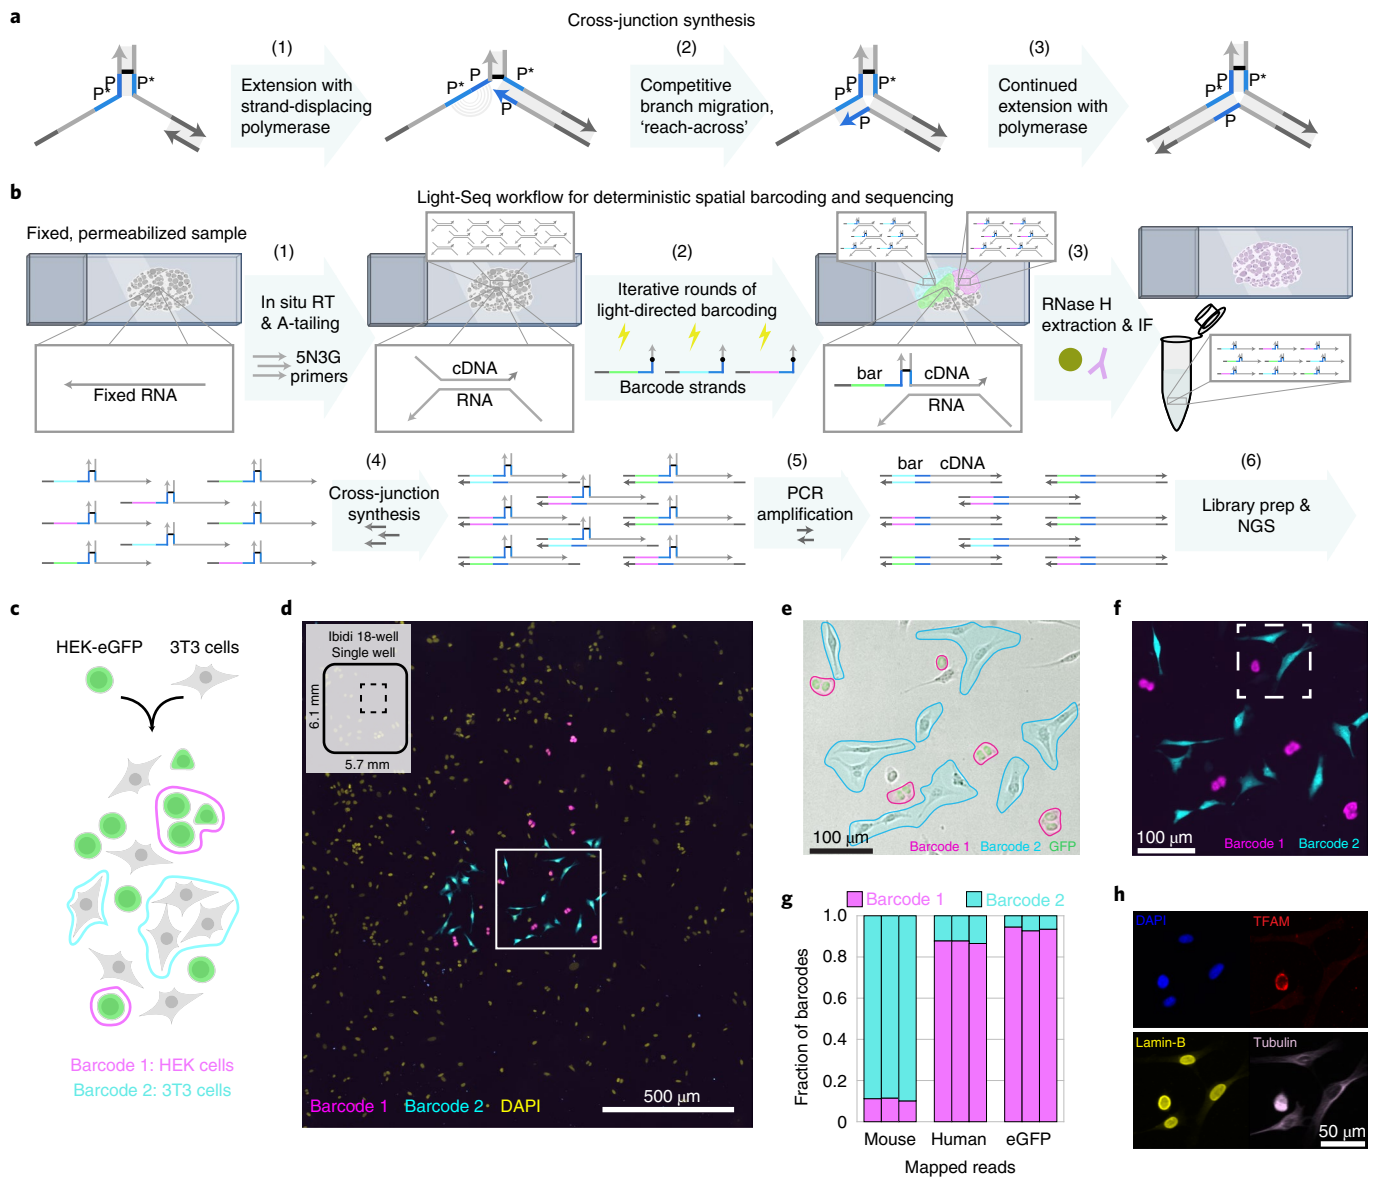 a
Cross-junction synthesis
(1)
(2)
(3)
P
P*
Extension with
strand-displacing
polymerase
P
P*
P*
P
Competitive
branch migration,
'reach-across'
P
P*
P
Continued
extension with
polymerase
P
P*
P
b
Light-Seq workflow for deterministic spatial barcoding and sequencing
Fixed, permeabilized sample
(1)
In situ RT
& A-tailing
5N3G
primers
Fixed RNA
cDNA
RNA
(2)
Iterative rounds of
light-directed barcoding
Barcode strands
bar
cDNA
RNA
(3)
RNase H
extraction & IF
(4)
Cross-junction
synthesis
(5)
PCR
amplification
bar cDNA
(6)
Library prep &
NGS
c
HEK-eGFP 3T3 cells
Barcode 1: HEK cells
Barcode 2: 3T3 cells
d
Ibidi 18-well
Single well
6.1 mm
5.7 mm
Barcode 1 Barcode 2 DAPI
500 μm
e
100 μm
Barcode 1 Barcode 2 GFP
f
100 μm
Barcode 1 Barcode 2
g
Barcode 1 Barcode 2
Fraction of barcodes
1.0
0.8
0.6
0.4
0.2
0
Mouse Human eGFP
Mapped reads
h
DAPI
TFAM
Lamin-B
Tubulin
50 μm